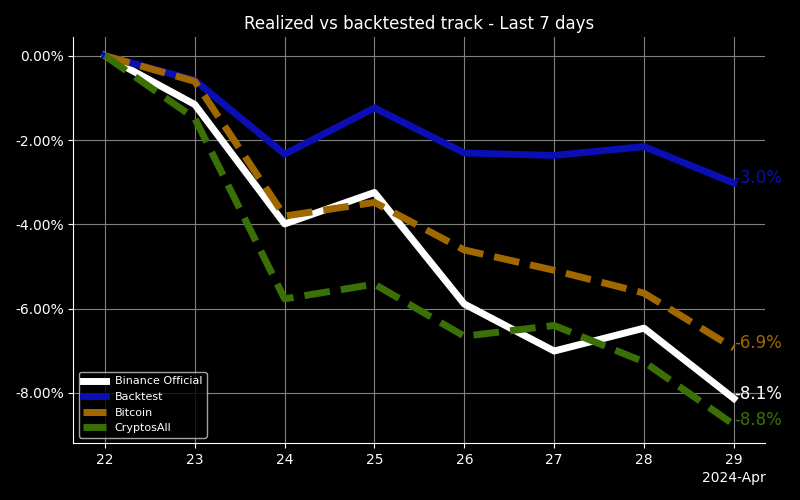 Realized vs backtested track - Last 7 days
0.00%
-2.00%
-4.00%
-6.00%
-8.00%
-3.0%
-6.9%
-8.1%
-8.8%
Binance Official
Backtest
Bitcoin
CryptosAll
22 23 24 25 26 27 28 29
2024-Apr